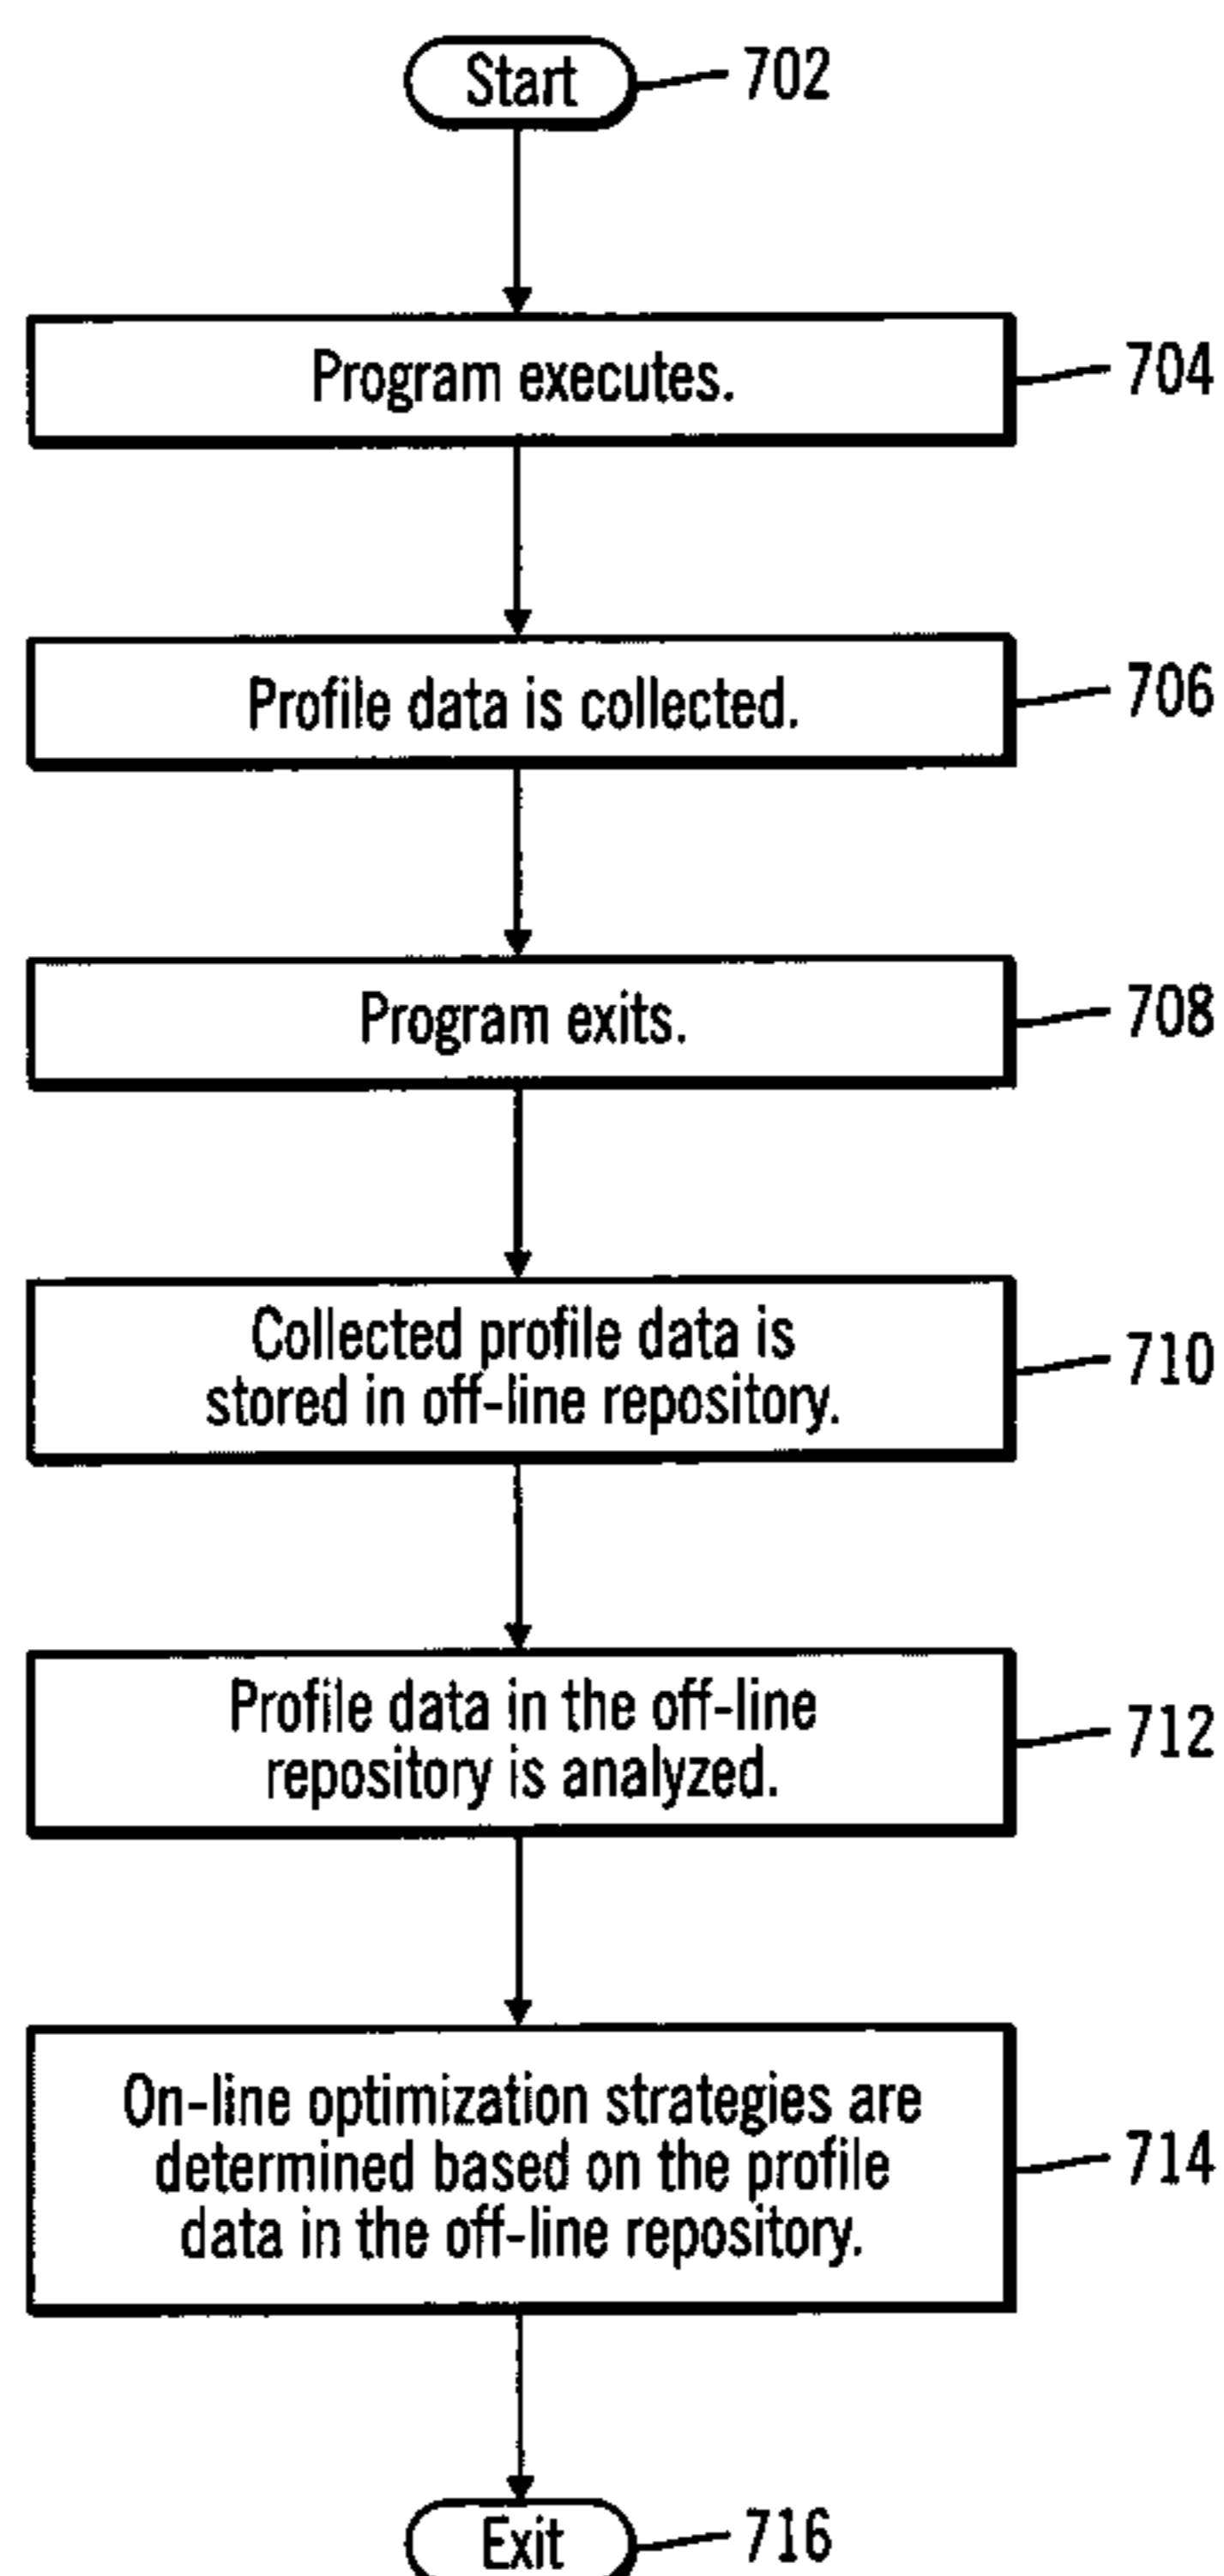 Start
702
Program executes.
704
Profile data is collected.
706
Program exits.
708
Collected profile data is
stored in off-line repository.
710
Profile data in the off-line
repository is analyzed.
712
On-line optimization strategies are
determined based on the profile
data in the off-line repository.
714
Exit
716